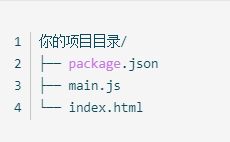 1 你的项目目录/
2 ├── package.json
3 ├── main.js
4 └── index.html